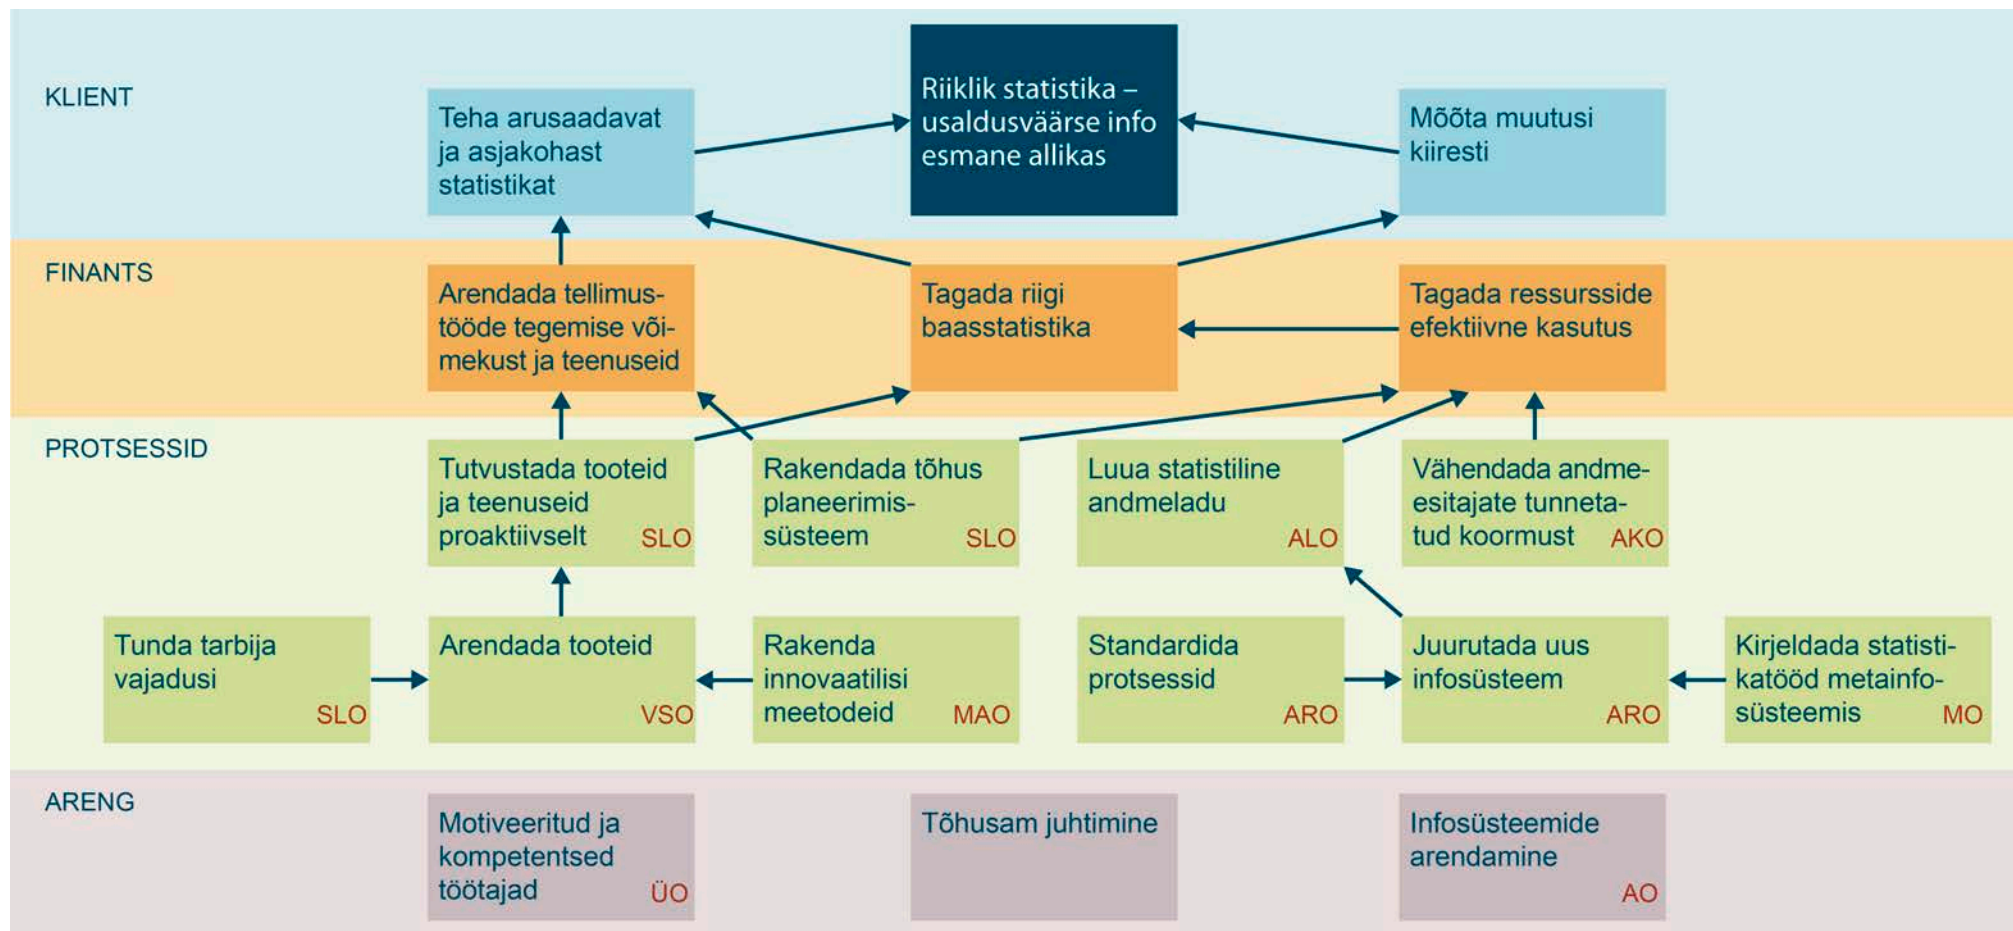 KLIENT
Teha arusaadavat
ja asjakohast
statistikat
Riiklik statistika –
usaldusväärse info
esmane allikas
Mõõta muutusi
kiiresti
FINANTS
Arendada tellimus-
tööde tegemise või-
mekust ja teenuseid
Tagada riigi
baasstatistika
Tagada ressursside
efektiivne kasutus
PROTSESSID
Tutvustada tooteid
ja teenuseid
proaktiivselt SLO
Rakendada tõhus
planeerimis-
süsteem SLO
Luua statistiline
andmeladu
ALO
Vähendada andme-
esitajate tunneta-
tud koormust AKO
Tunda tarbija
vajadusi
SLO
Arendada tooteid
VSO
Rakenda
innovaatilisi
meetodeid MAO
Standardida
protsessid
ARO
Juurutada uus
infosüsteem
ARO
Kirjeldada statisti-
katööd metainfo-
süsteemis MO
ARENG
Motiveeritud ja
kompetentsed
töötajad ÜO
Tõhusam juhtimine
Infosüsteemide
arendamine
AO